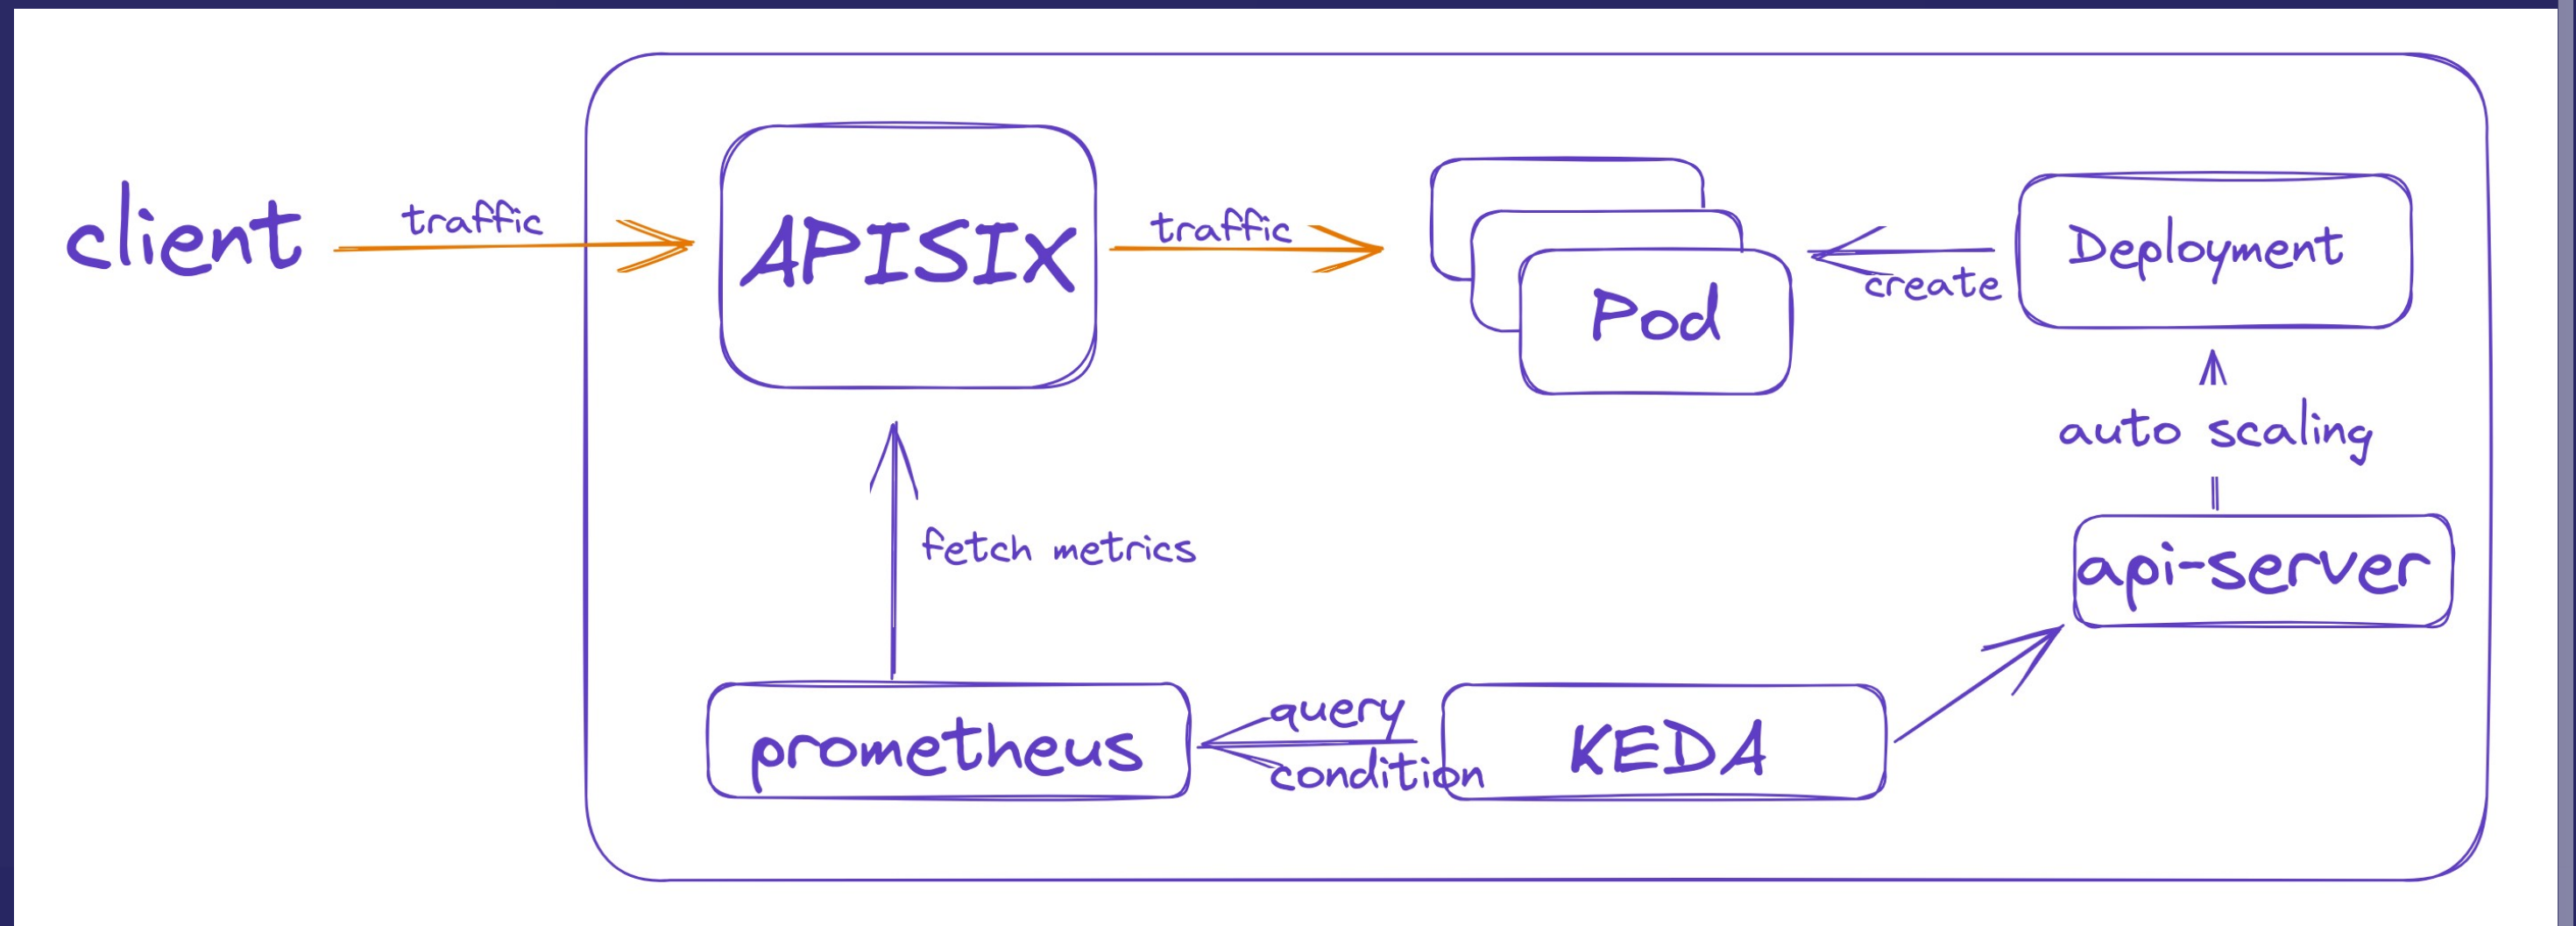 client
traffic
APISIX
traffic
Pod
create
Deployment
auto scaling
api-server
fetch metrics
prometheus
query
condition
KEDA